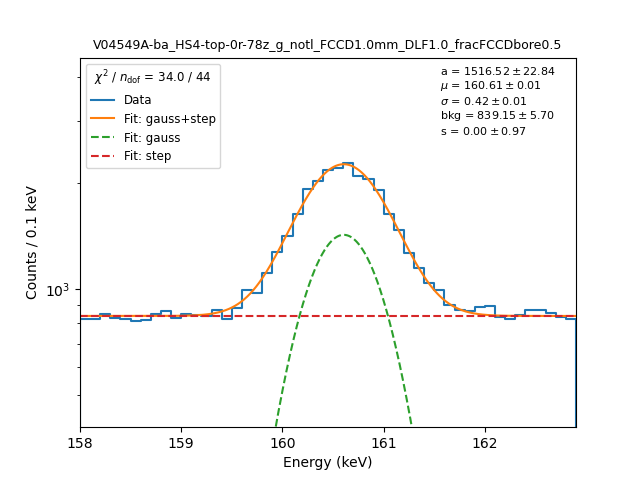 V04549A-ba_HS4-top-0r-78z_g_notl_FCCD1.0mm_DLF1.0_fracFCCDbore0.5
χ² / n_dof = 34.0 / 44
Data
Fit: gauss+step
Fit: gauss
Fit: step
a = 1516.52 ± 22.84
μ = 160.61 ± 0.01
σ = 0.42 ± 0.01
bkg = 839.15 ± 5.70
s = 0.00 ± 0.97
Counts / 0.1 keV
10³
158 159 160 161 162
Energy (keV)